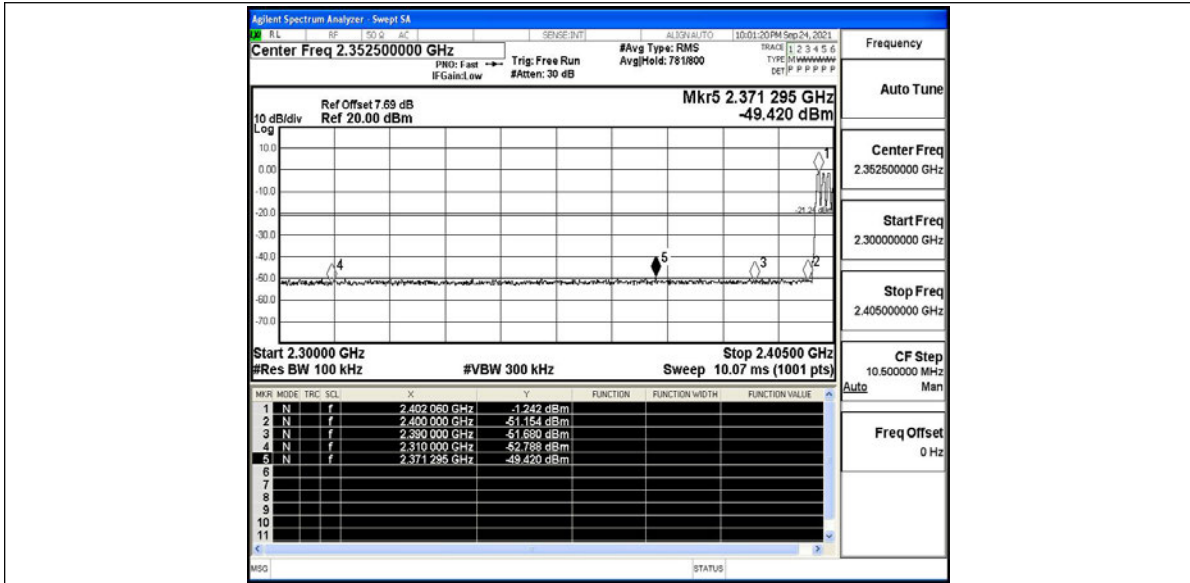 Agilent Spectrum Analyzer - Swept SA
RL RF 50 Ω AC SENSE:INT ALIGNAUTO 10:01:20PM Sep 24, 2021
Center Freq 2.352500000 GHz
PNO: Fast
IFGain:Low
Trig: Free Run
#Atten: 30 dB
#Avg Type: RMS
Avg|Hold: 781/800
TRACE 1 2 3 4 5 6
TYPE M WWWWW
DET P P P P P P
Ref Offset 7.69 dB
Ref 20.00 dBm
10 dB/div
Log
Mkr5 2.371 295 GHz
-49.420 dBm
10.0
0.00
-10.0
-20.0
-30.0
-40.0
-50.0
-60.0
-70.0
1
-21.24 dBm
4
5
3
2
Start 2.30000 GHz
Stop 2.40500 GHz
#Res BW 100 kHz
#VBW 300 kHz
Sweep 10.07 ms (1001 pts)
MKR MODE TRC SCL X Y FUNCTION FUNCTION WIDTH FUNCTION VALUE
1 N f 2.402 060 GHz -1.242 dBm
2 N f 2.400 000 GHz -51.154 dBm
3 N f 2.390 000 GHz -51.680 dBm
4 N f 2.310 000 GHz -52.788 dBm
5 N f 2.371 295 GHz -49.420 dBm
6
7
8
9
10
11
MSG
STATUS
Frequency
Auto Tune
Center Freq
2.352500000 GHz
Start Freq
2.300000000 GHz
Stop Freq
2.405000000 GHz
CF Step
10.500000 MHz
Auto Man
Freq Offset
0 Hz